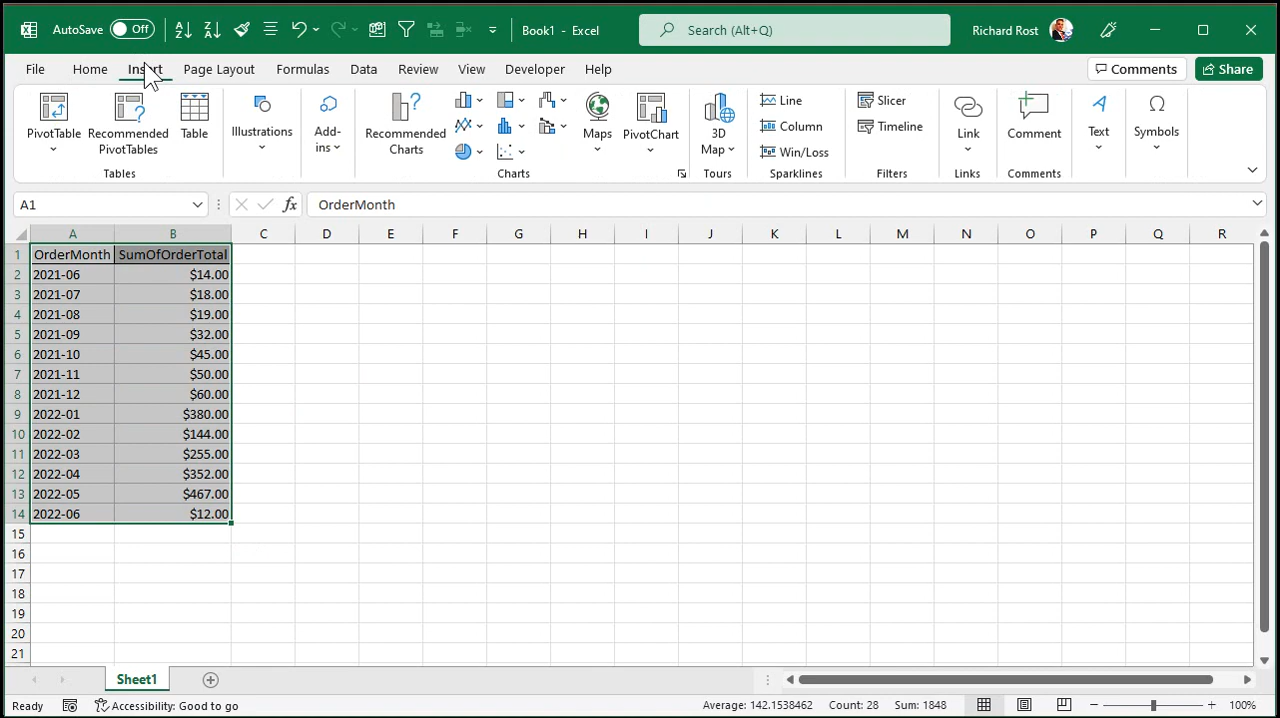 AutoSave Off Book1 - Excel Search (Alt+Q) Richard Rost
File Home Insert Page Layout Formulas Data Review View Developer Help Comments Share
PivotTable
Recommended
PivotTables
Table
Tables
Illustrations
Add-
ins
Recommended
Charts
Maps
PivotChart
Charts
3D
Map
Tours
Line
Column
Win/Loss
Sparklines
Slicer
Timeline
Filters
Link
Links
Comment
Comments
Text
Symbols
A1 fx OrderMonth
A B C D E F G H I J K L M N O P Q R
1 OrderMonth SumOfOrderTotal
2 2021-06 $14.00
3 2021-07 $18.00
4 2021-08 $19.00
5 2021-09 $32.00
6 2021-10 $45.00
7 2021-11 $50.00
8 2021-12 $60.00
9 2022-01 $380.00
10 2022-02 $144.00
11 2022-03 $255.00
12 2022-04 $352.00
13 2022-05 $467.00
14 2022-06 $12.00
15
16
17
18
19
20
21
Sheet1
Ready Accessibility: Good to go Average: 142.1538462 Count: 28 Sum: 1848 100%